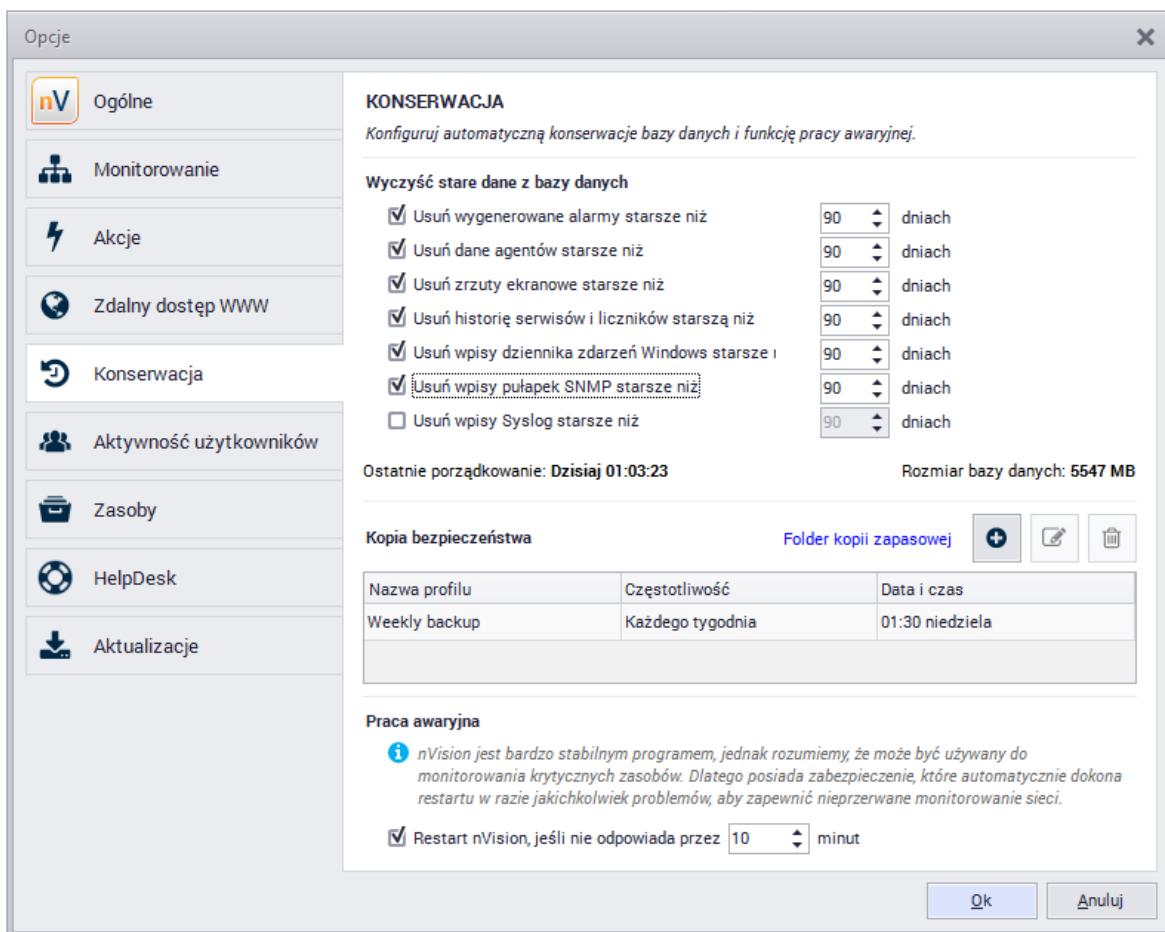 Opcje
nV Ogólne
Monitorowanie
Akcje
Zdalny dostęp WWW
Konserwacja
Aktywność użytkowników
Zasoby
HelpDesk
Aktualizacje
KONSERWACJA
Konfiguruj automatyczną konserwacje bazy danych i funkcję pracy awaryjnej.
Wyczyść stare dane z bazy danych
Usuń wygenerowane alarmy starsze niż 90 dniach
Usuń dane agentów starsze niż 90 dniach
Usuń zrzuty ekranowe starsze niż 90 dniach
Usuń historię serwisów i liczników starszą niż 90 dniach
Usuń wpisy dziennika zdarzeń Windows starsze 90 dniach
Usuń wpisy pułapek SNMP starsze niż 90 dniach
Usuń wpisy Syslog starsze niż 90 dniach
Ostatnie porządkowanie: Dzisiaj 01:03:23 Rozmiar bazy danych: 5547 MB
Kopia bezpieczeństwa Folder kopii zapasowej
Nazwa profilu Częstotliwość Data i czas
Weekly backup Każdego tygodnia 01:30 niedziela
Praca awaryjna
nVision jest bardzo stabilnym programem, jednak rozumiemy, że może być używany do
monitorowania krytycznych zasobów. Dlatego posiada zabezpieczenie, które automatycznie dokona
restartu w razie jakichkolwiek problemów, aby zapewnić nieprzerwane monitorowanie sieci.
Restart nVision, jeśli nie odpowiada przez 10 minut
Ok Anuluj